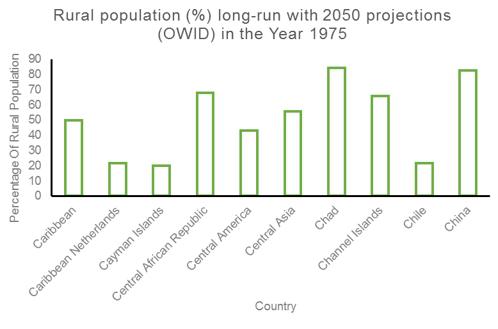 Rural population (%) long-run with 2050 projections
(OWID) in the Year 1975
Percentage Of Rural Population
90
80
70
60
50
40
30
20
10
0
Caribbean
Caribbean Netherlands
Cayman Islands
Central African Republic
Central America
Central Asia
Chad
Channel Islands
Chile
China
Country